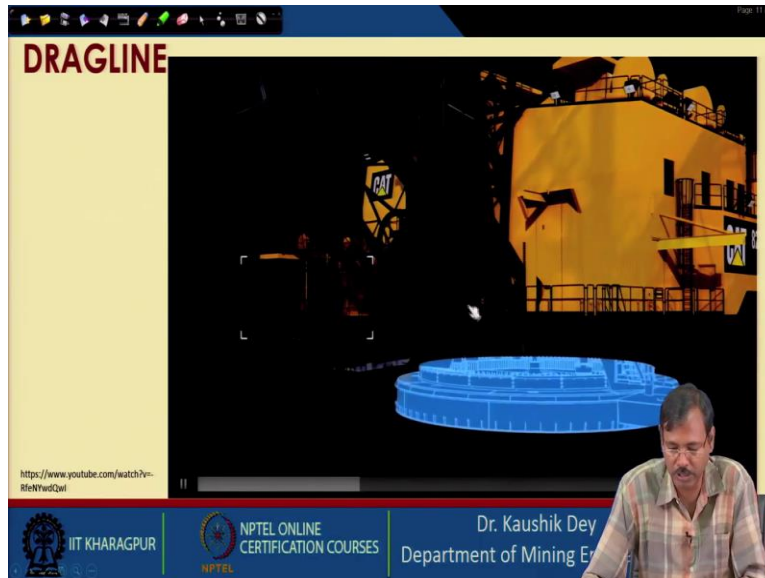 Page 11
DRAGLINE
CAT
CAT
https://www.youtube.com/watch?v=-
RfeNYwdQwI
IIT KHARAGPUR
NPTEL
NPTEL ONLINE
CERTIFICATION COURSES
Dr. Kaushik Dey
Department of Mining